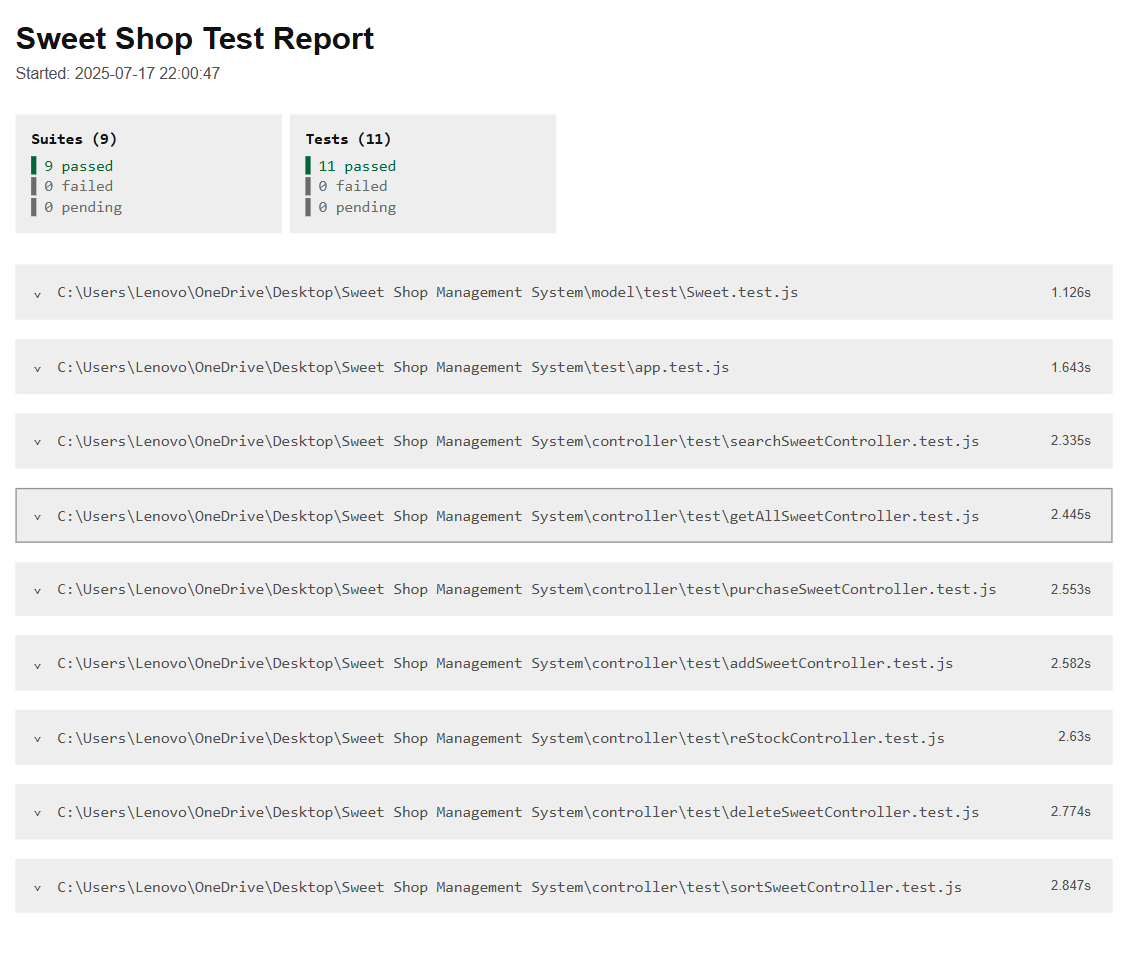 Sweet Shop Test Report
Started: 2025-07-17 22:00:47
Suites (9)
9 passed
0 failed
0 pending
Tests (11)
11 passed
0 failed
0 pending
C:\Users\Lenovo\OneDrive\Desktop\Sweet Shop Management System\model\test\Sweet.test.js 1.126s
C:\Users\Lenovo\OneDrive\Desktop\Sweet Shop Management System\test\app.test.js 1.643s
C:\Users\Lenovo\OneDrive\Desktop\Sweet Shop Management System\controller\test\searchSweetController.test.js 2.335s
C:\Users\Lenovo\OneDrive\Desktop\Sweet Shop Management System\controller\test\getAllSweetController.test.js 2.445s
C:\Users\Lenovo\OneDrive\Desktop\Sweet Shop Management System\controller\test\purchaseSweetController.test.js 2.553s
C:\Users\Lenovo\OneDrive\Desktop\Sweet Shop Management System\controller\test\addSweetController.test.js 2.582s
C:\Users\Lenovo\OneDrive\Desktop\Sweet Shop Management System\controller\test\reStockController.test.js 2.63s
C:\Users\Lenovo\OneDrive\Desktop\Sweet Shop Management System\controller\test\deleteSweetController.test.js 2.774s
C:\Users\Lenovo\OneDrive\Desktop\Sweet Shop Management System\controller\test\sortSweetController.test.js 2.847s